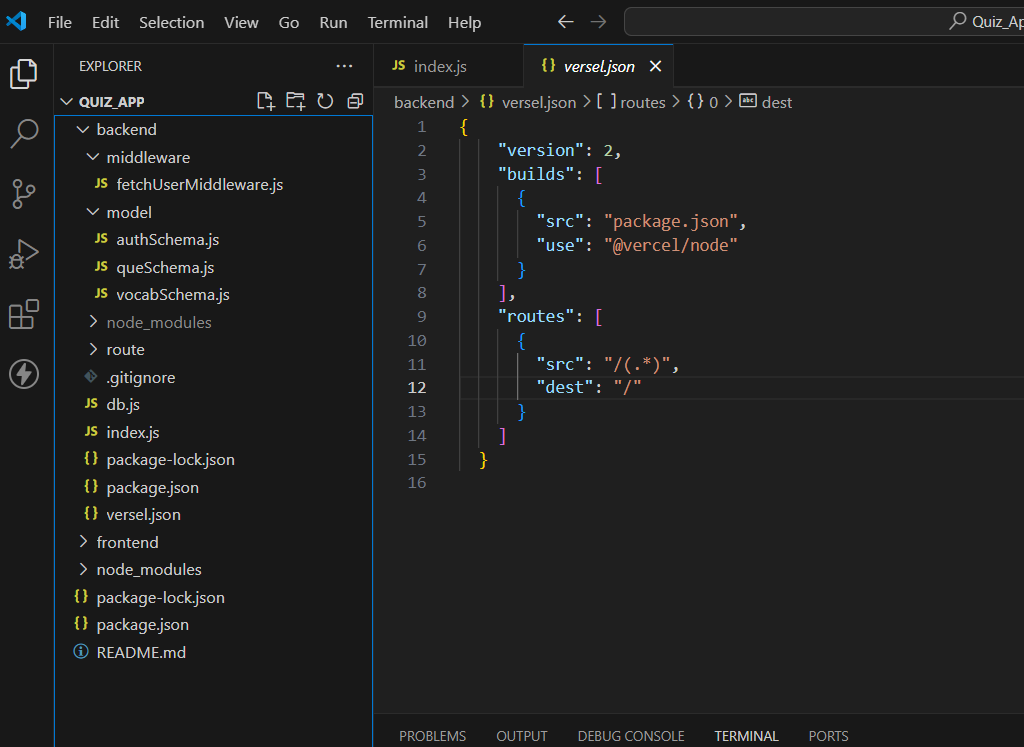 File Edit Selection View Go Run Terminal Help
Quiz_Ap
EXPLORER
QUIZ_APP
backend
middleware
JS fetchUserMiddleware.js
model
JS authSchema.js
JS queSchema.js
JS vocabSchema.js
node_modules
route
.gitignore
JS db.js
JS index.js
{} package-lock.json
{} package.json
{} versel.json
frontend
node_modules
{} package-lock.json
{} package.json
README.md
JS index.js
{} versel.json
backend > {} versel.json > [ ] routes > {} 0 > abc dest
1 {
2 "version": 2,
3 "builds": [
4 {
5 "src": "package.json",
6 "use": "@vercel/node"
7 }
8 ],
9 "routes": [
10 {
11 "src": "/(.*)",
12 "dest": "/"
13 }
14 ]
15 }
16
PROBLEMS OUTPUT DEBUG CONSOLE TERMINAL PORTS